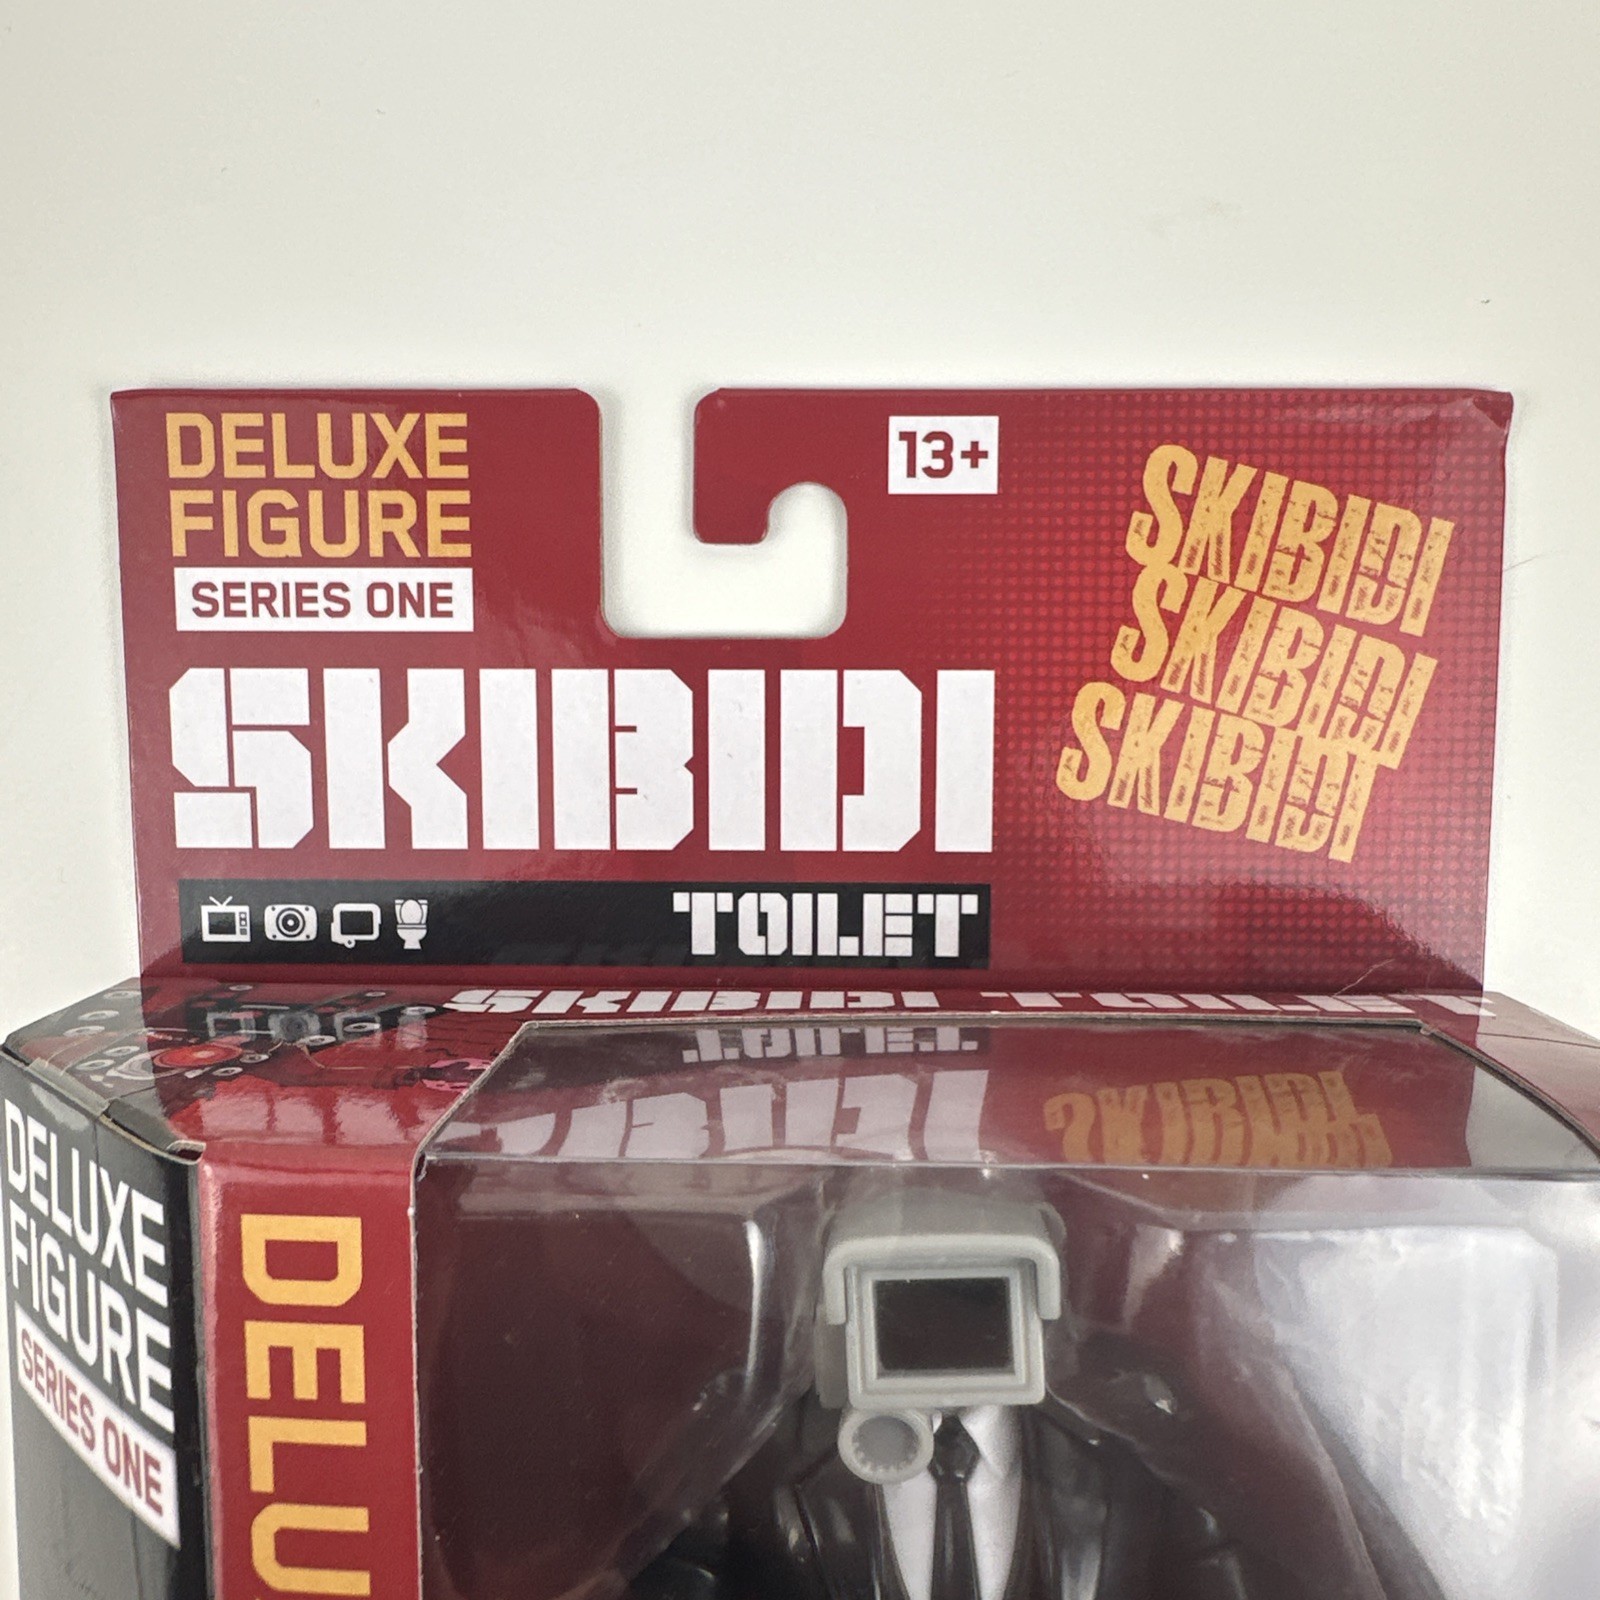 DELUXE
FIGURE
SERIES ONE
13+
SKIBIDI
SKIBIDI
SKIBIDI
SKIBIDI
TOILET
SKIBIDI TOILET
DELUXE
FIGURE
SERIES ONE
DELU